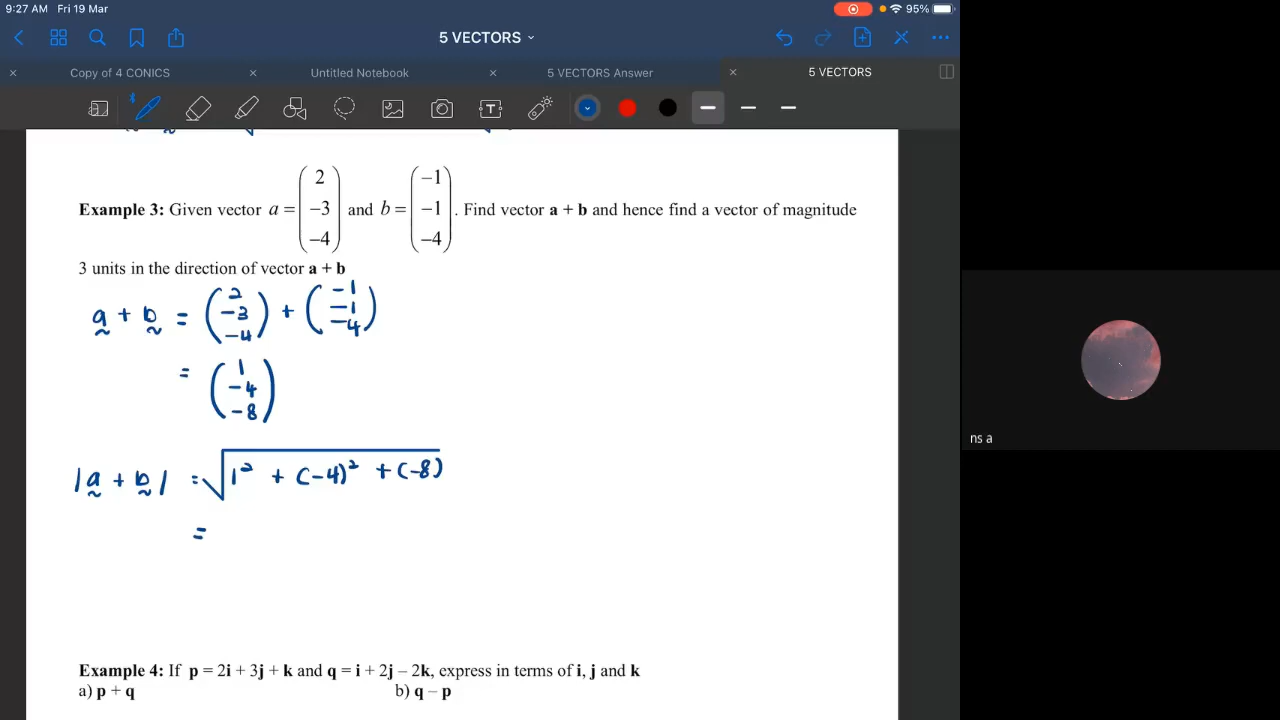 9:27 AM Fri 19 Mar
95%
5 VECTORS
Copy of 4 CONICS
Untitled Notebook
5 VECTORS Answer
5 VECTORS
Example 3: Given vector a = (2 −3 −4) and b = (−1 −1 −4). Find vector a + b and hence find a vector of magnitude
3 units in the direction of vector a + b
a + b = (2 −3 −4) + (−1 −1 −4)
= (1 −4 −8)
|a + b| = √1² + (−4)² + (−8)
=
Example 4: If p = 2i + 3j + k and q = i + 2j – 2k, express in terms of i, j and k
a) p + q
b) q – p
ns a